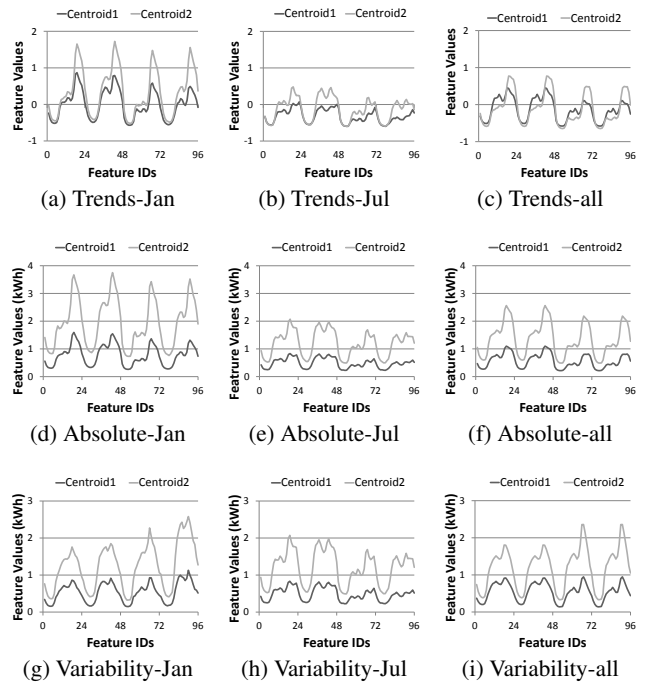 Centroid1 Centroid2 Centroid1 Centroid2 Centroid1 Centroid2
Feature Values
2
1
0
-1
0 24 48 72 96
Feature IDs
(a) Trends-Jan
Feature Values
2
1
0
-1
0 24 48 72 96
Feature IDs
(b) Trends-Jul
Feature Values
2
1
0
-1
0 24 48 72 96
Feature IDs
(c) Trends-all
Centroid1 Centroid2 Centroid1 Centroid2 Centroid1 Centroid2
Feature Values (kWh)
4
3
2
1
0
0 24 48 72 96
Feature IDs
(d) Absolute-Jan
Feature Values (kWh)
4
3
2
1
0
0 24 48 72 96
Feature IDs
(e) Absolute-Jul
Feature Values (kWh)
4
3
2
1
0
0 24 48 72 96
Feature IDs
(f) Absolute-all
Centroid1 Centroid2 Centroid1 Centroid2 Centroid1 Centroid2
Feature Values (kWh)
3
2
1
0
0 24 48 72 96
Feature IDs
(g) Variability-Jan
Feature Values (kWh)
3
2
1
0
0 24 48 72 96
Feature IDs
(h) Variability-Jul
Feature Values (kWh)
3
2
1
0
0 24 48 72 96
Feature IDs
(i) Variability-all